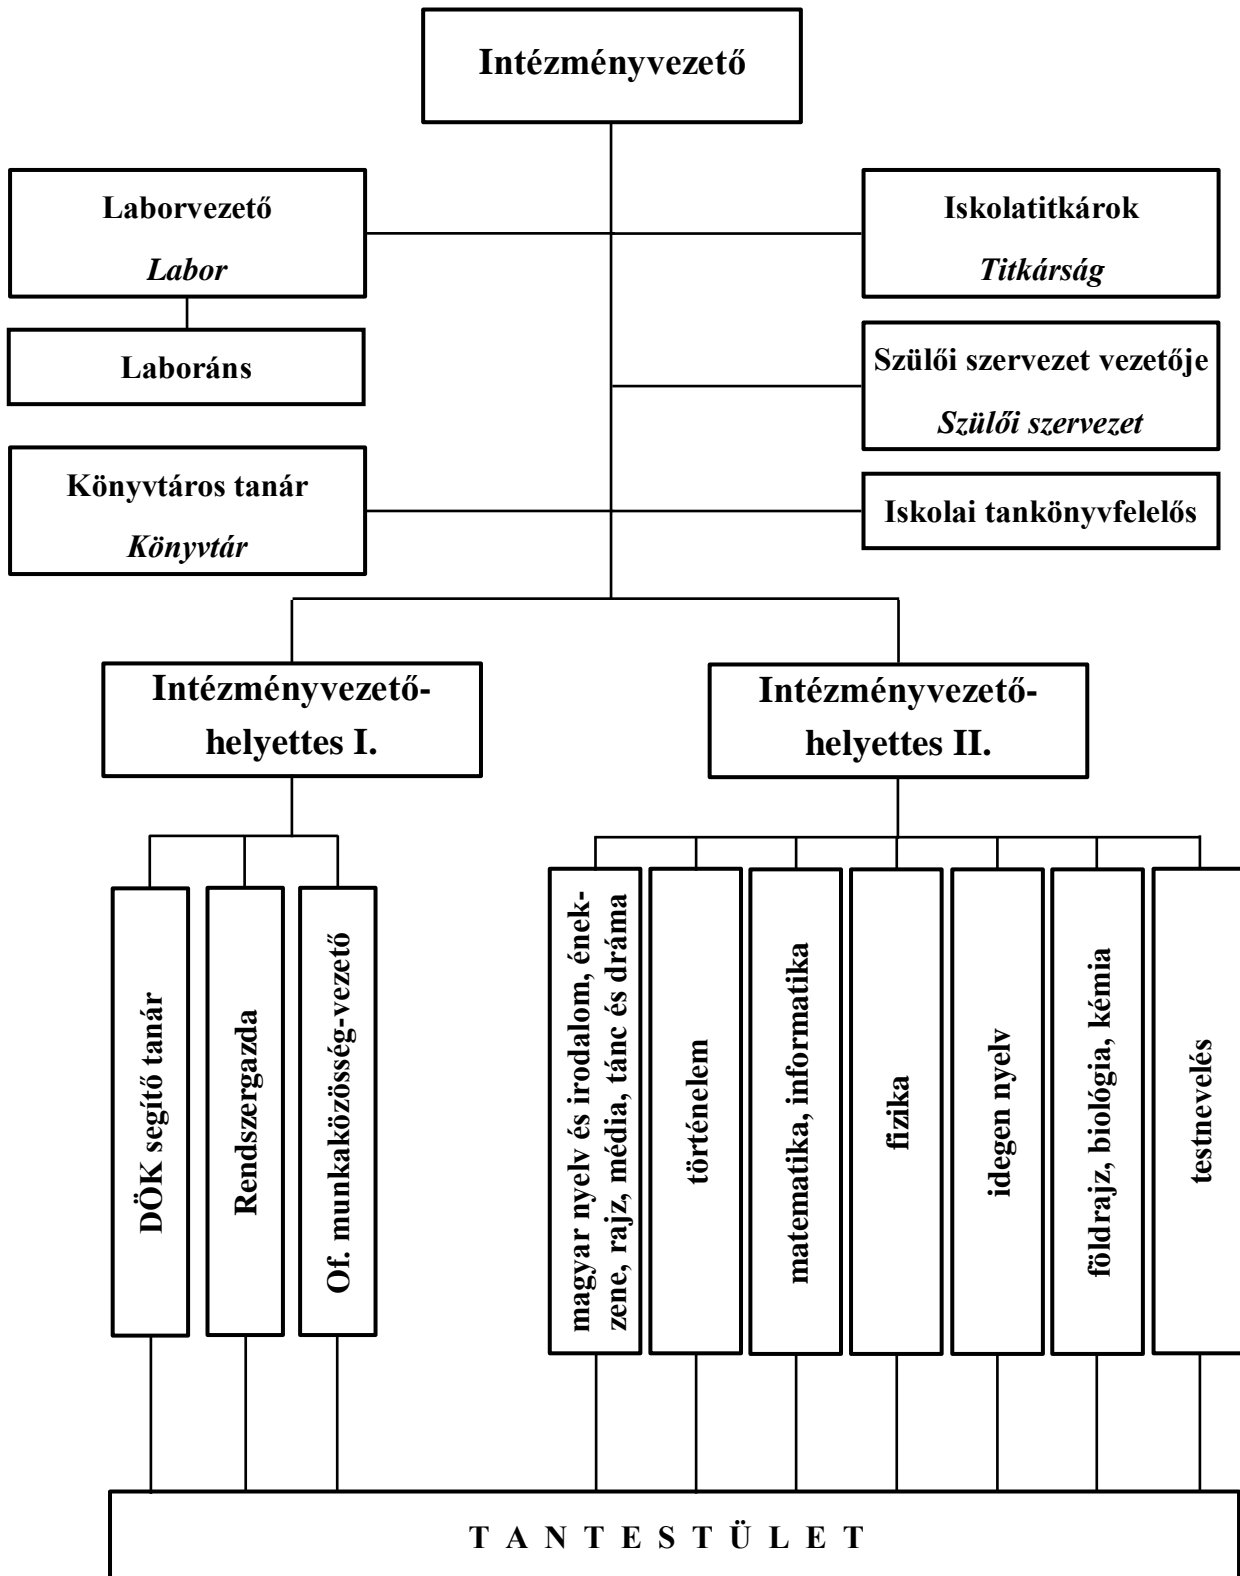 Intézményvezető
Laborvezető
Labor
Iskolatitkárok
Titkárság
Laboráns
Szülői szervezet vezetője
Szülői szervezet
Könyvtáros tanár
Könyvtár
Iskolai tankönyvfelelős
Intézményvezető-
helyettes I.
Intézményvezető-
helyettes II.
DÖK segítő tanár
Rendszergazda
Of. munkaközösség-vezető
magyar nyelv és irodalom, ének-
zene, rajz, média, tánc és dráma
történelem
matematika, informatika
fizika
idegen nyelv
földrajz, biológia, kémia
testnevelés
T A N T E S T Ü L E T